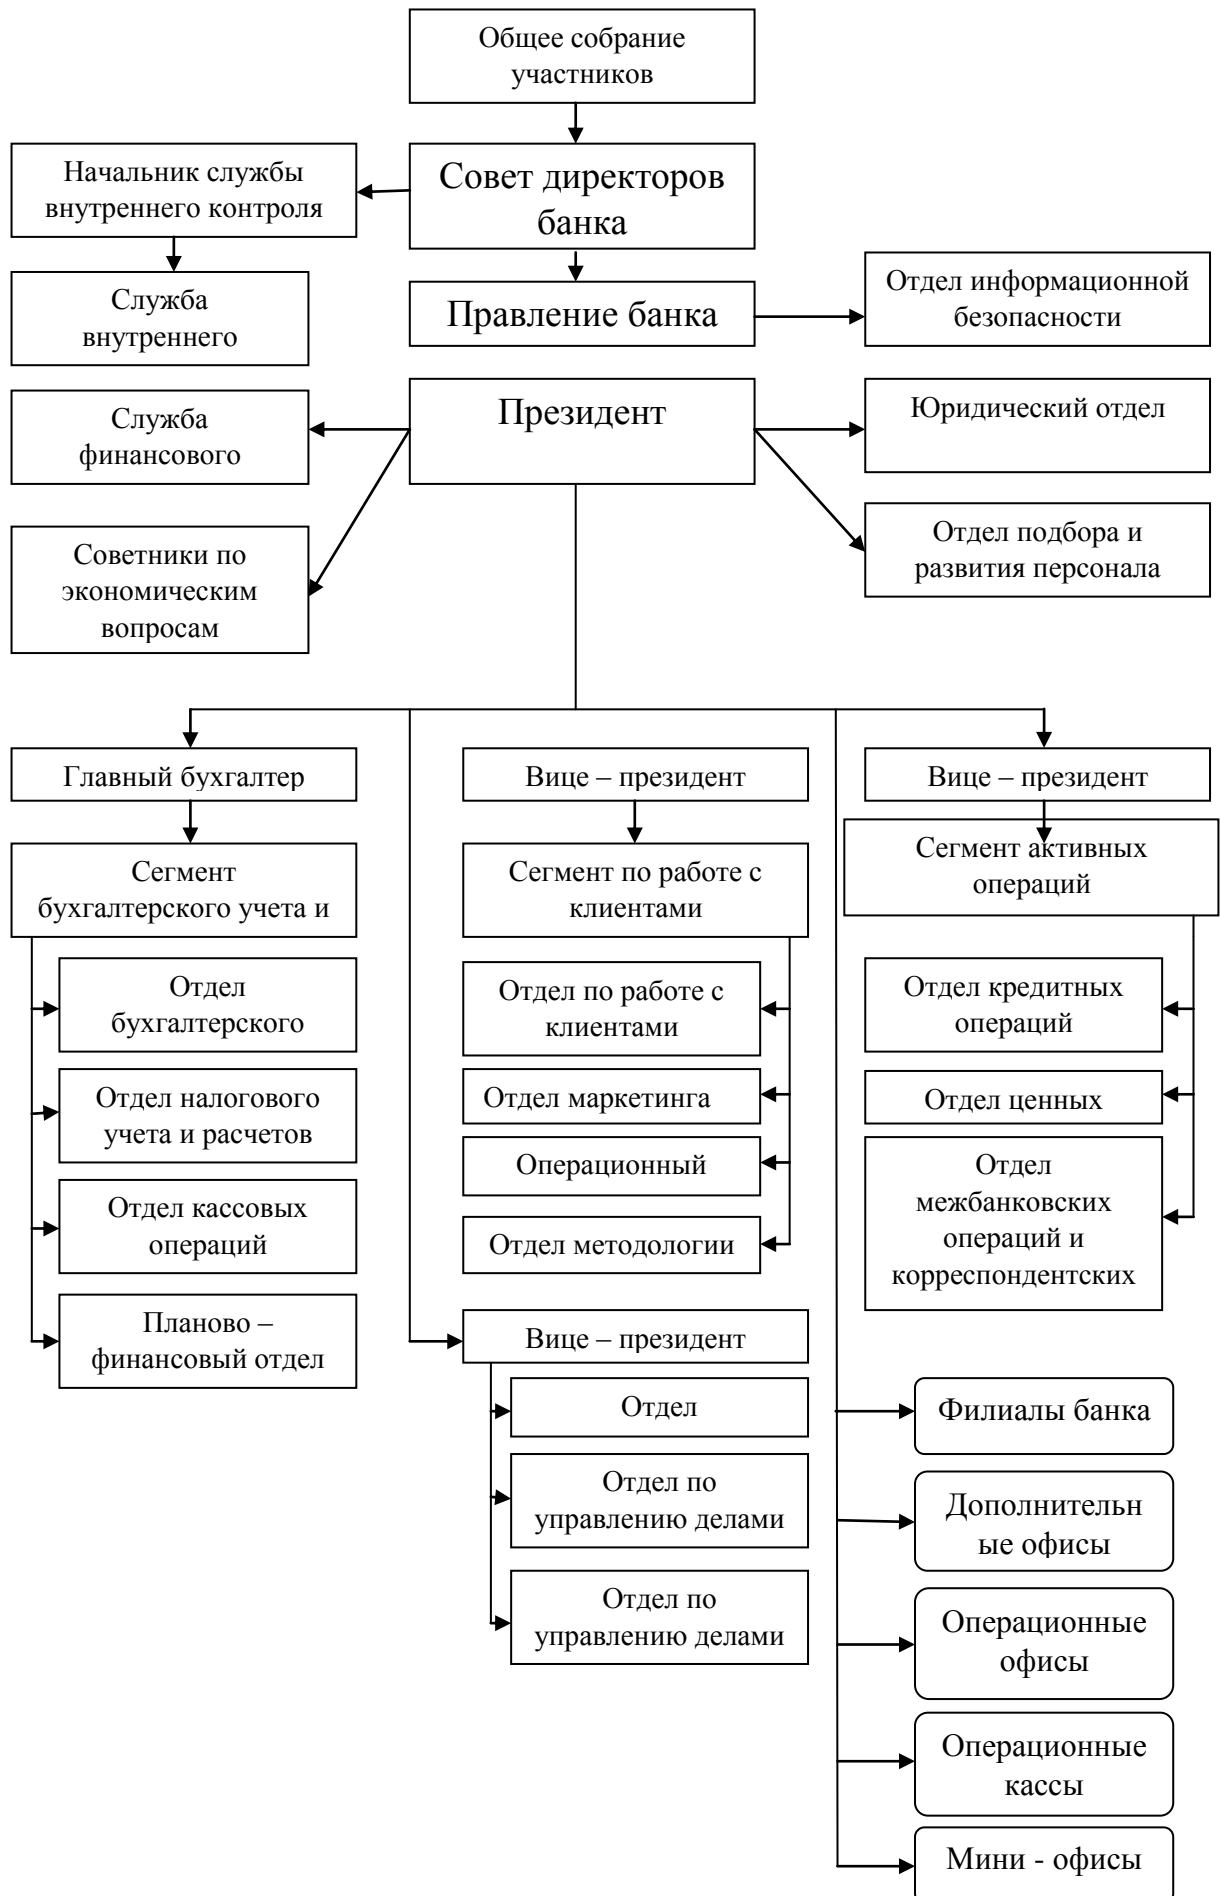 Общее собрание
участников
Начальник службы
внутреннего контроля
Совет директоров
банка
Служба
внутреннего
Правление банка
Отдел информационной
безопасности
Служба
финансового
Президент
Юридический отдел
Советники по
экономическим
вопросам
Отдел подбора и
развития персонала
Главный бухгалтер
Вице – президент
Вице – президент
Сегмент
бухгалтерского учета и
Сегмент по работе с
клиентами
Сегмент активных
операций
Отдел
бухгалтерского
Отдел налогового
учета и расчетов
Отдел кассовых
операций
Планово –
финансовый отдел
Отдел по работе с
клиентами
Отдел маркетинга
Операционный
Отдел методологии
Отдел кредитных
операций
Отдел ценных
Отдел
межбанковских
операций и
корреспондентских
Вице – президент
Отдел
Отдел по
управлению делами
Отдел по
управлению делами
Филиалы банка
Дополнительн
ые офисы
Операционные
офисы
Операционные
кассы
Мини - офисы